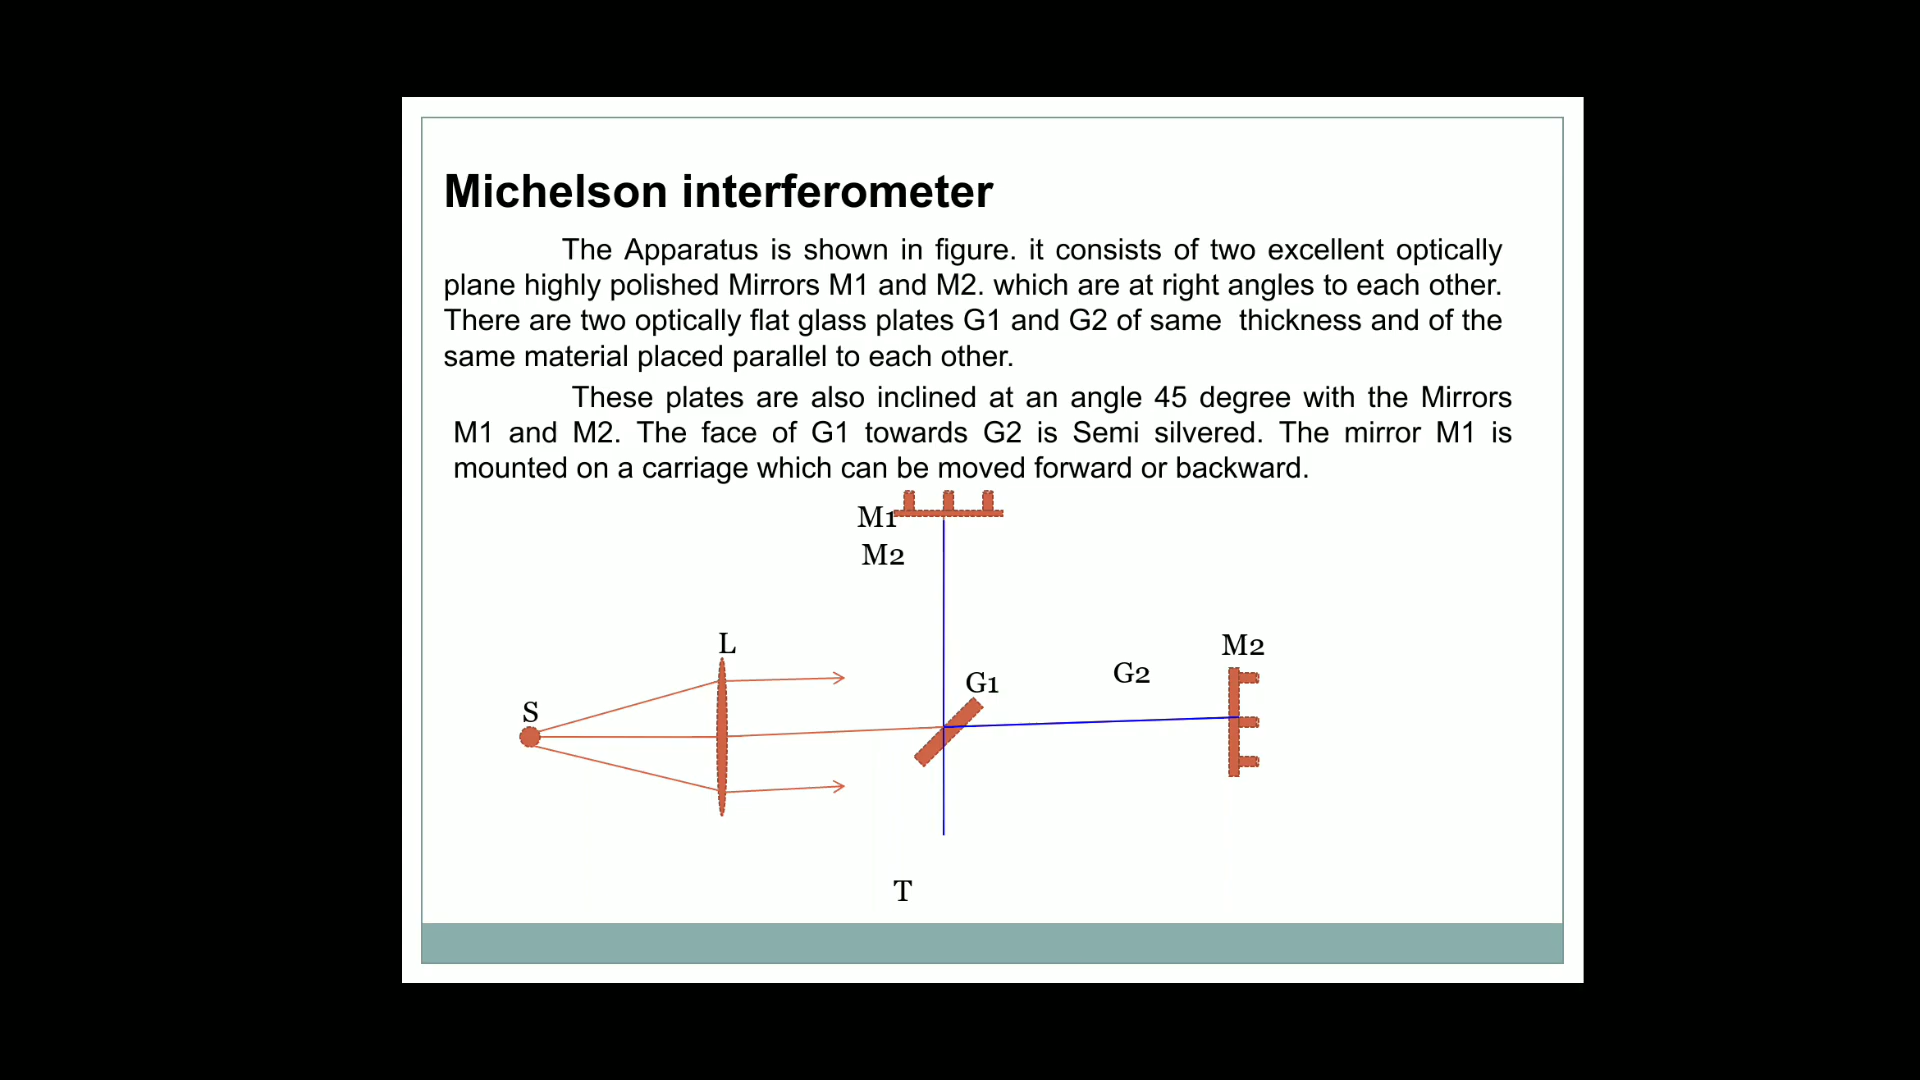 Michelson interferometer
The Apparatus is shown in figure. it consists of two excellent optically
plane highly polished Mirrors M1 and M2. which are at right angles to each other.
There are two optically flat glass plates G1 and G2 of same thickness and of the
same material placed parallel to each other.
These plates are also inclined at an angle 45 degree with the Mirrors
M1 and M2. The face of G1 towards G2 is Semi silvered. The mirror M1 is
mounted on a carriage which can be moved forward or backward.
M1
M2
L
M2
G2
G1
S
T